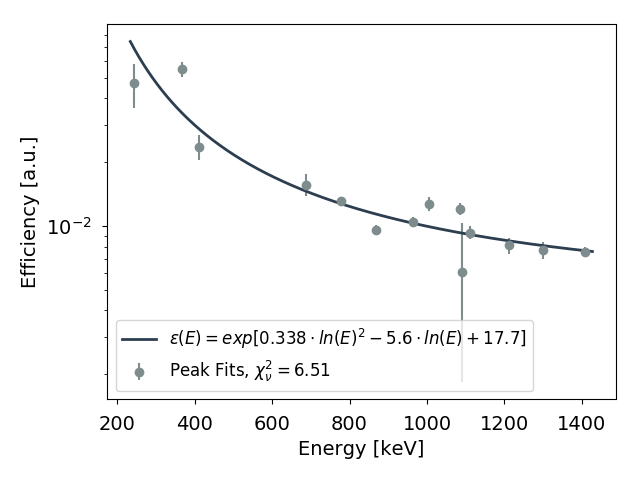 Efficiency [a.u.]
10⁻²
ε(E) = exp[0.338 · ln(E)² − 5.6 · ln(E) + 17.7]
Peak Fits, χ²ᵥ = 6.51
200 400 600 800 1000 1200 1400
Energy [keV]